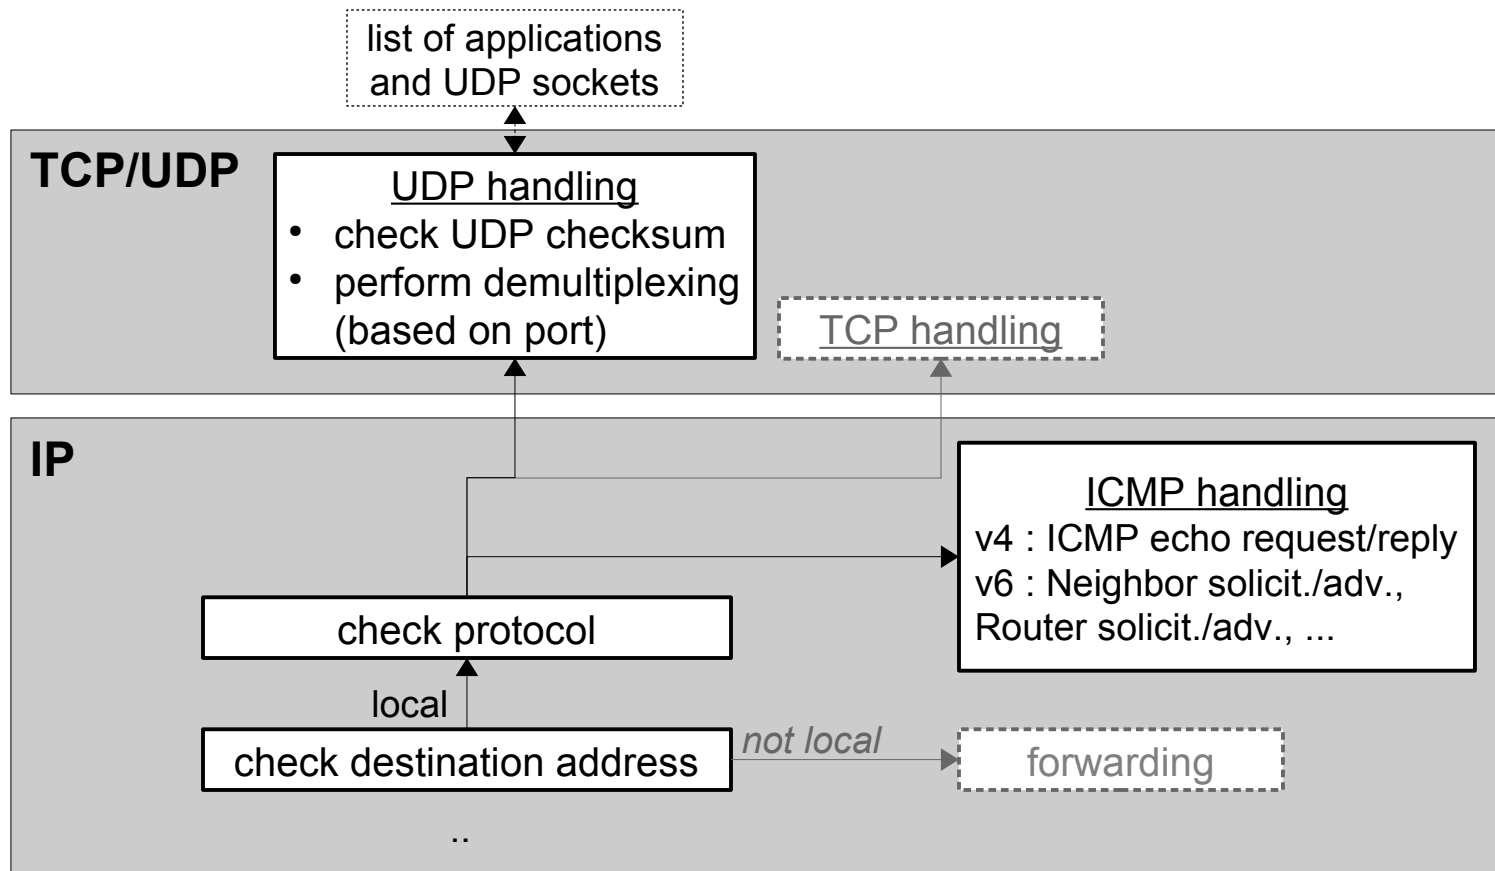 list of applications
and UDP sockets
TCP/UDP
UDP handling
• check UDP checksum
• perform demultiplexing
(based on port)
TCP handling
IP
ICMP handling
v4 : ICMP echo request/reply
v6 : Neighbor solicit./adv.,
Router solicit./adv., ...
check protocol
local
check destination address
not local
forwarding
..